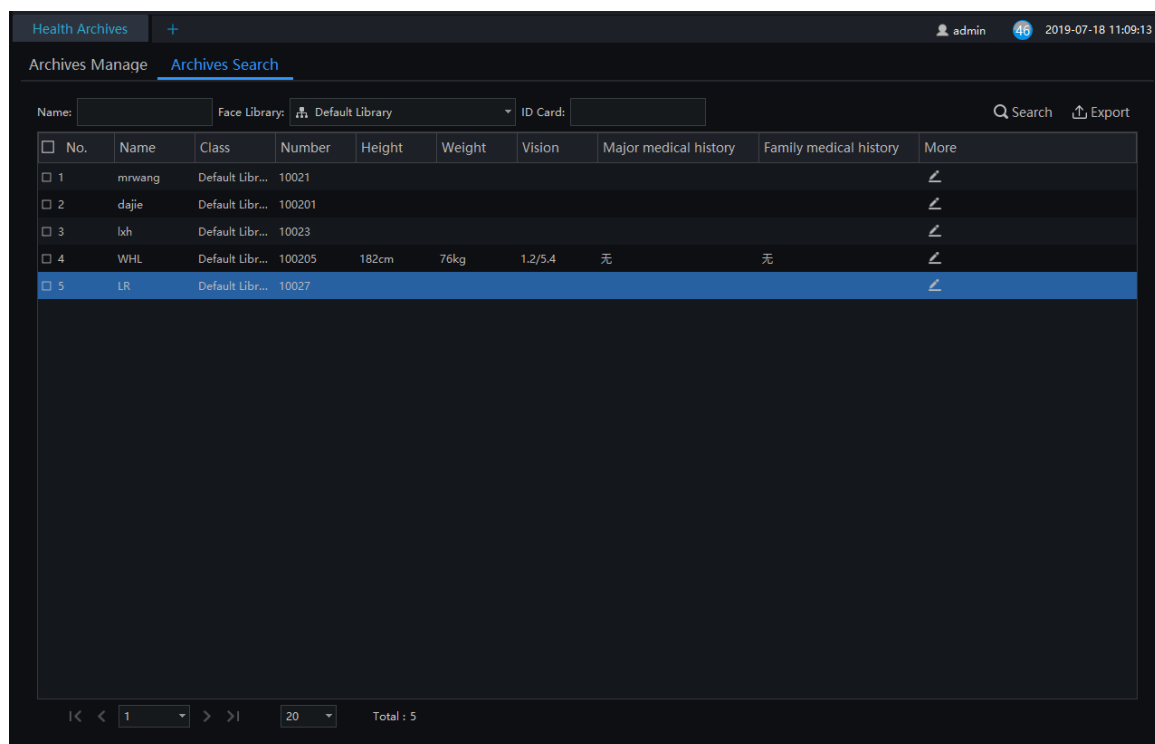 Health Archives + admin 46 2019-07-18 11:09:13
Archives Manage Archives Search
Name: Face Library: Default Library ID Card: Search Export
No. Name Class Number Height Weight Vision Major medical history Family medical history More
1 mrwang Default Libr... 10021
2 dajie Default Libr... 100201
3 lxh Default Libr... 10023
4 WHL Default Libr... 100205 182cm 76kg 1.2/5.4 无 无
5 LR Default Libr... 10027
1 20 Total : 5